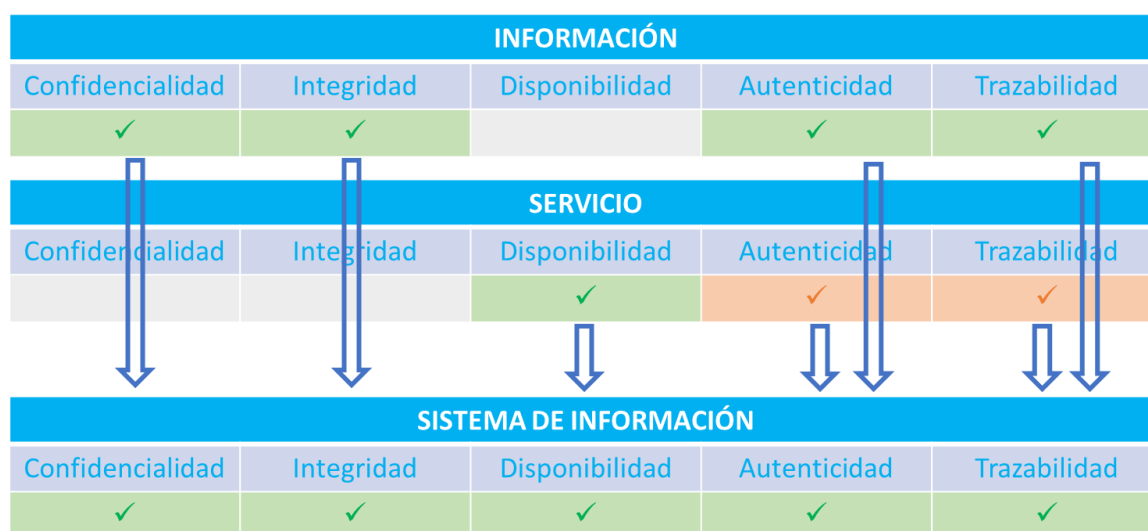 INFORMACIÓN
Confidencialidad Integridad Disponibilidad Autenticidad Trazabilidad
✓ ✓ ✓ ✓
SERVICIO
Confidencialidad Integridad Disponibilidad Autenticidad Trazabilidad
✓ ✓ ✓
SISTEMA DE INFORMACIÓN
Confidencialidad Integridad Disponibilidad Autenticidad Trazabilidad
✓ ✓ ✓ ✓ ✓